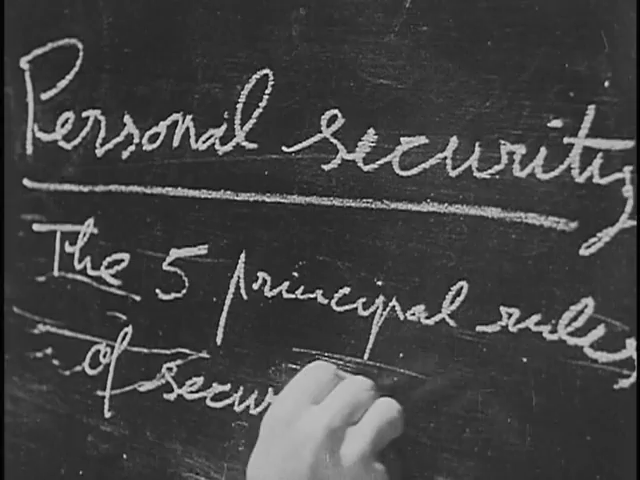 Personal security
The 5 principal rules
of secu